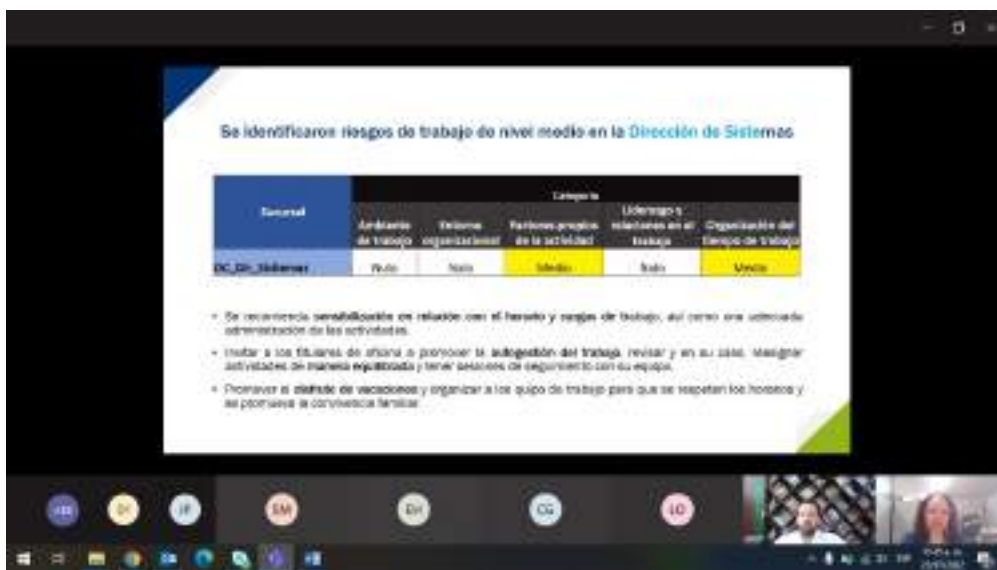 Se identificaron riesgos de trabajo de nivel medio en la Dirección de Sistemas
Categoría
Sucursal
Ambiente de trabajo
Entorno organizacional
Factores propios de la actividad
Liderazgo y relaciones en el trabajo
Organización del tiempo de trabajo
Sistemas Nulo Nulo Medio Nulo Medio
• Se recomienda sensibilización en relación con el horario y cargas de trabajo, así como una adecuada
administración de las actividades.
• Invitar a los titulares de oficina a promover la autogestión del trabajo, revisar y en su caso, reasignar
actividades de manera equilibrada y tener sesiones de seguimiento con su equipo.
• Promover el disfrute de vacaciones y organizar a los quipo de trabajo para que se respeten los horarios y
se promueva la convivencia familiar
EM
EH
CG
LO